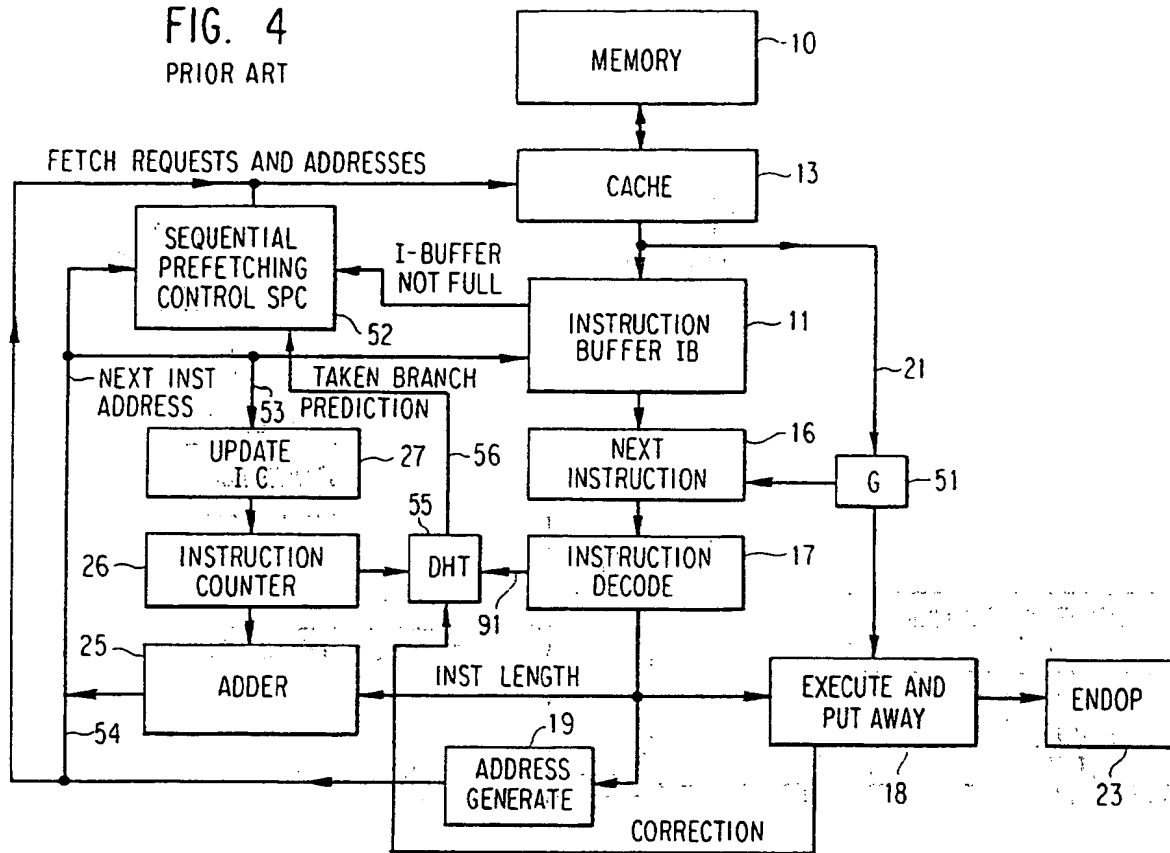 FIG. 4
PRIOR ART
MEMORY
10
FETCH REQUESTS AND ADDRESSES
CACHE
13
SEQUENTIAL
PREFETCHING
CONTROL SPC
52
I-BUFFER
NOT FULL
INSTRUCTION
BUFFER IB
11
21
NEXT INST
ADDRESS
53
TAKEN BRANCH
PREDICTION
56
UPDATE
I C.
27
NEXT
INSTRUCTION
16
G
51
26
INSTRUCTION
COUNTER
55
DHT
91
INSTRUCTION
DECODE
17
25
ADDER
INST LENGTH
EXECUTE AND
PUT AWAY
18
ENDOP
23
54
19
ADDRESS
GENERATE
CORRECTION